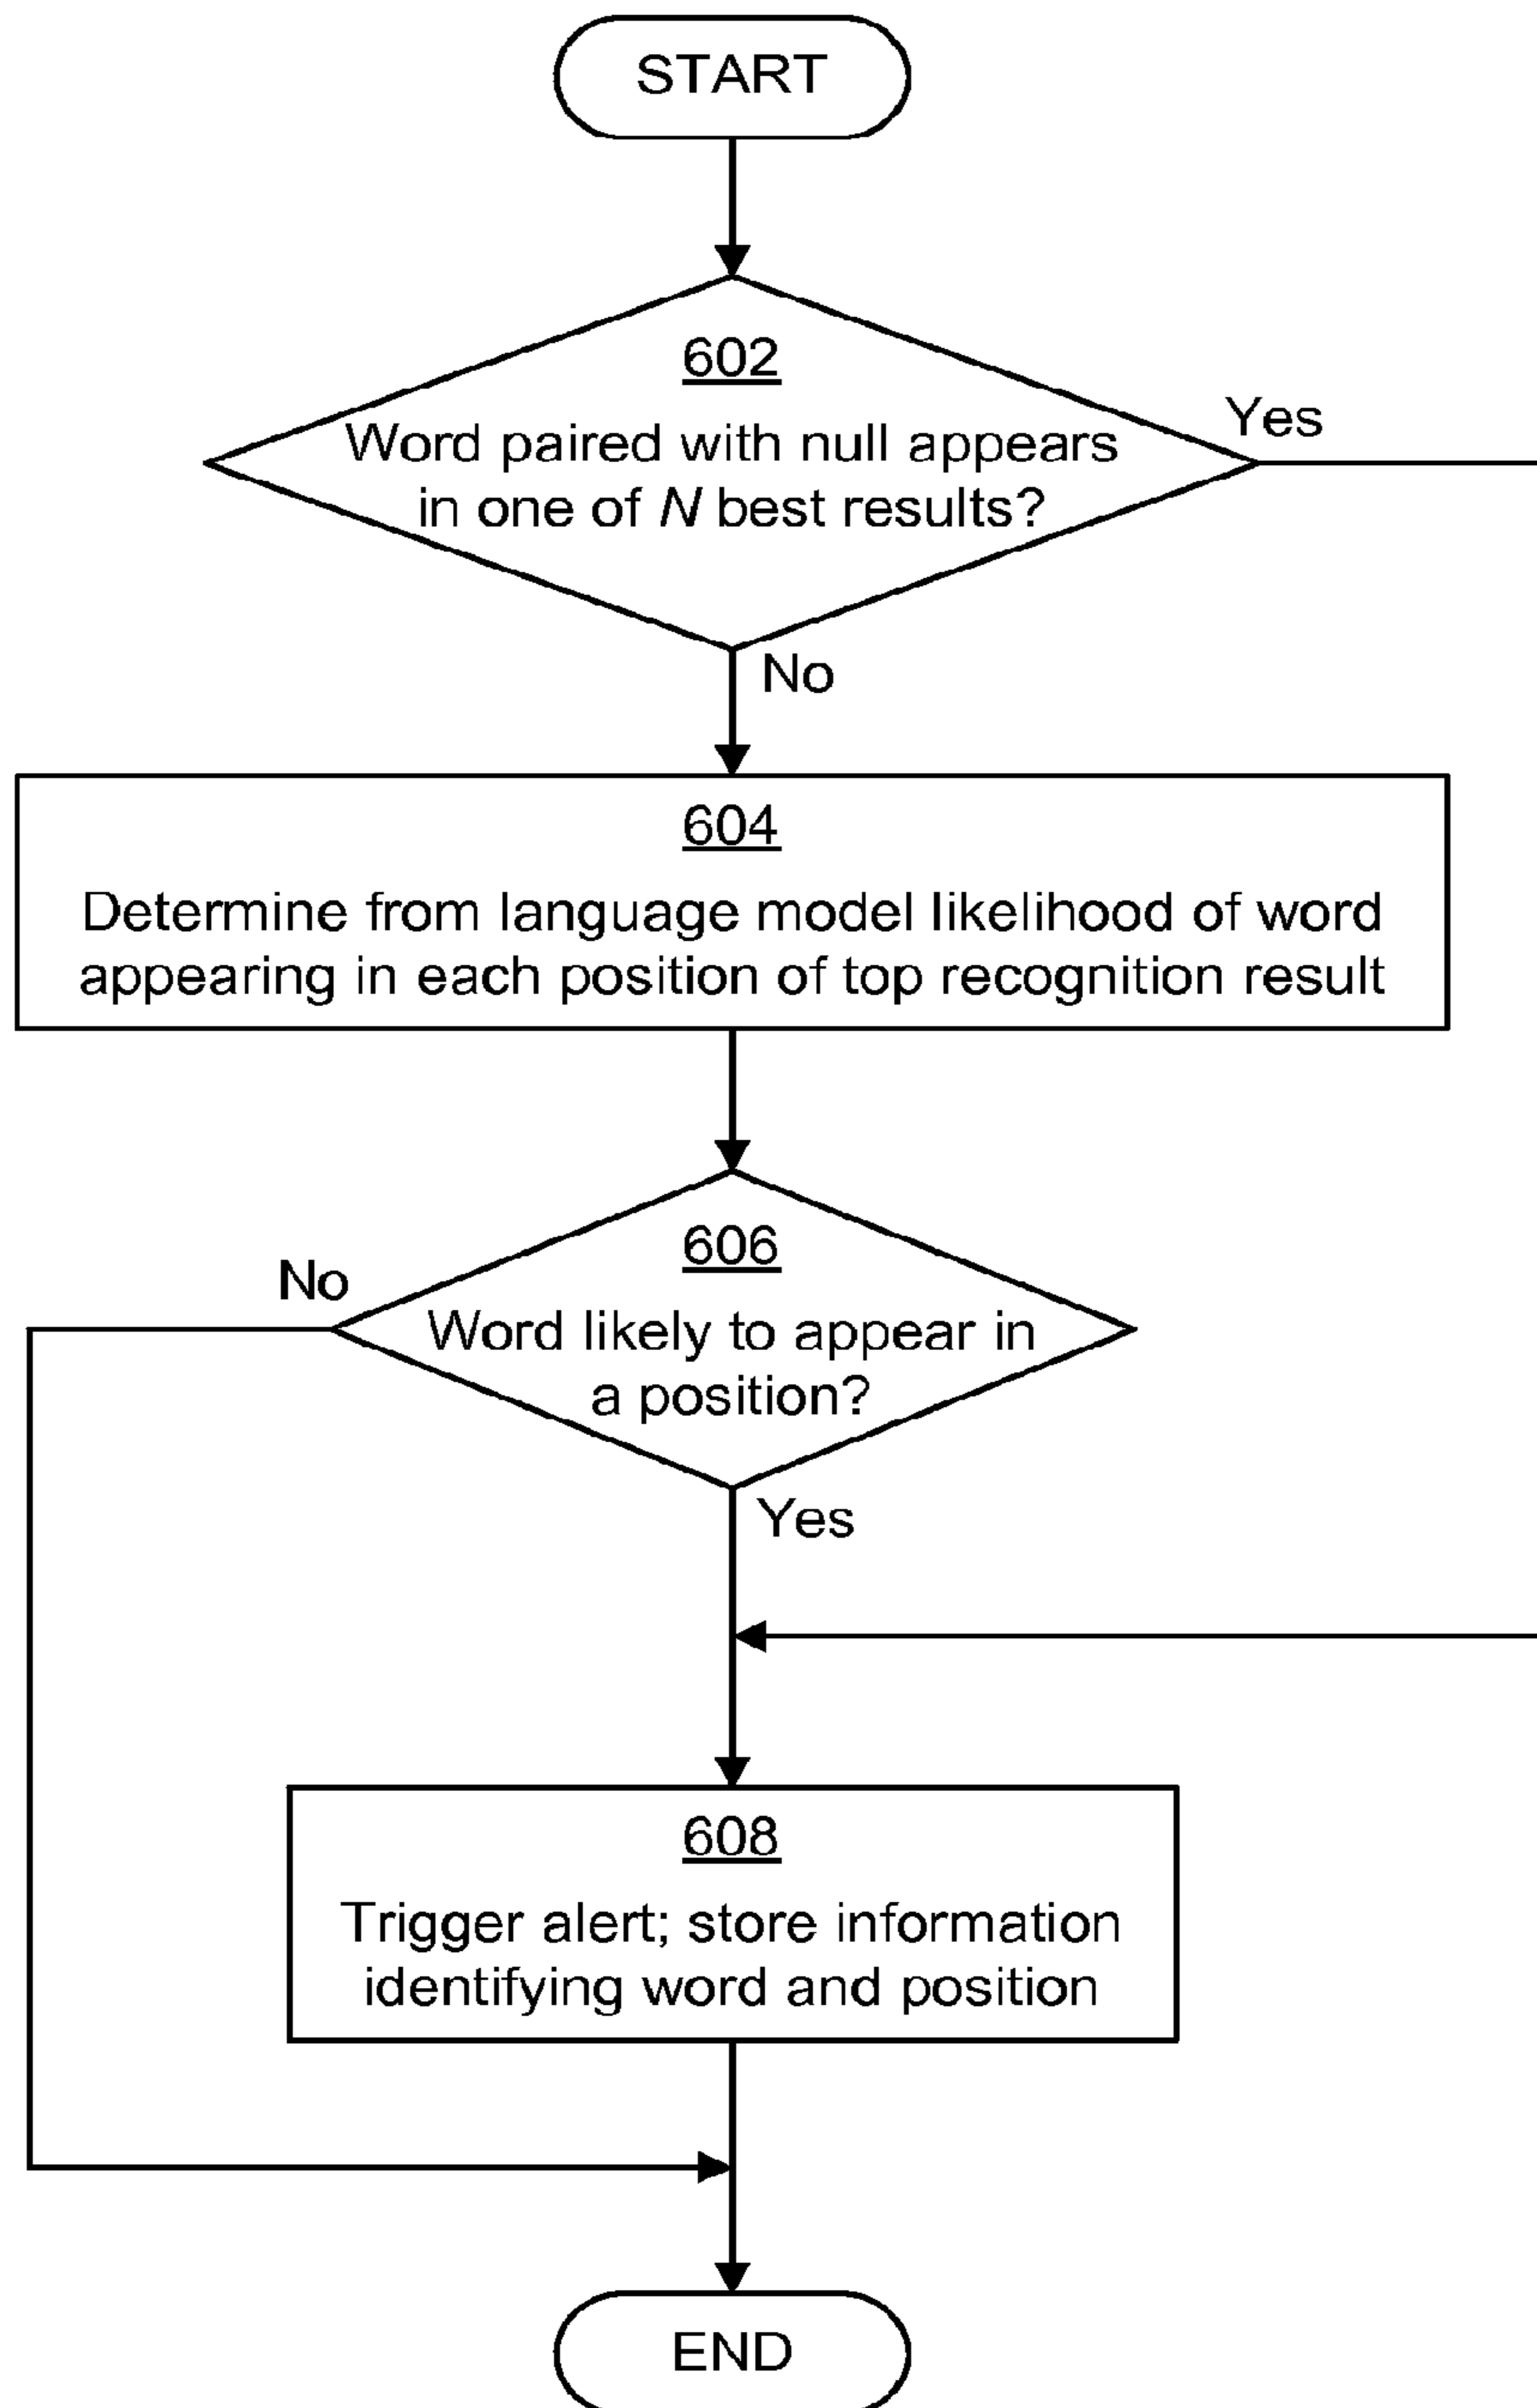 START
602
Word paired with null appears
in one of N best results?
Yes
No
604
Determine from language model likelihood of word
appearing in each position of top recognition result
606
No
Word likely to appear in
a position?
Yes
608
Trigger alert; store information
identifying word and position
END